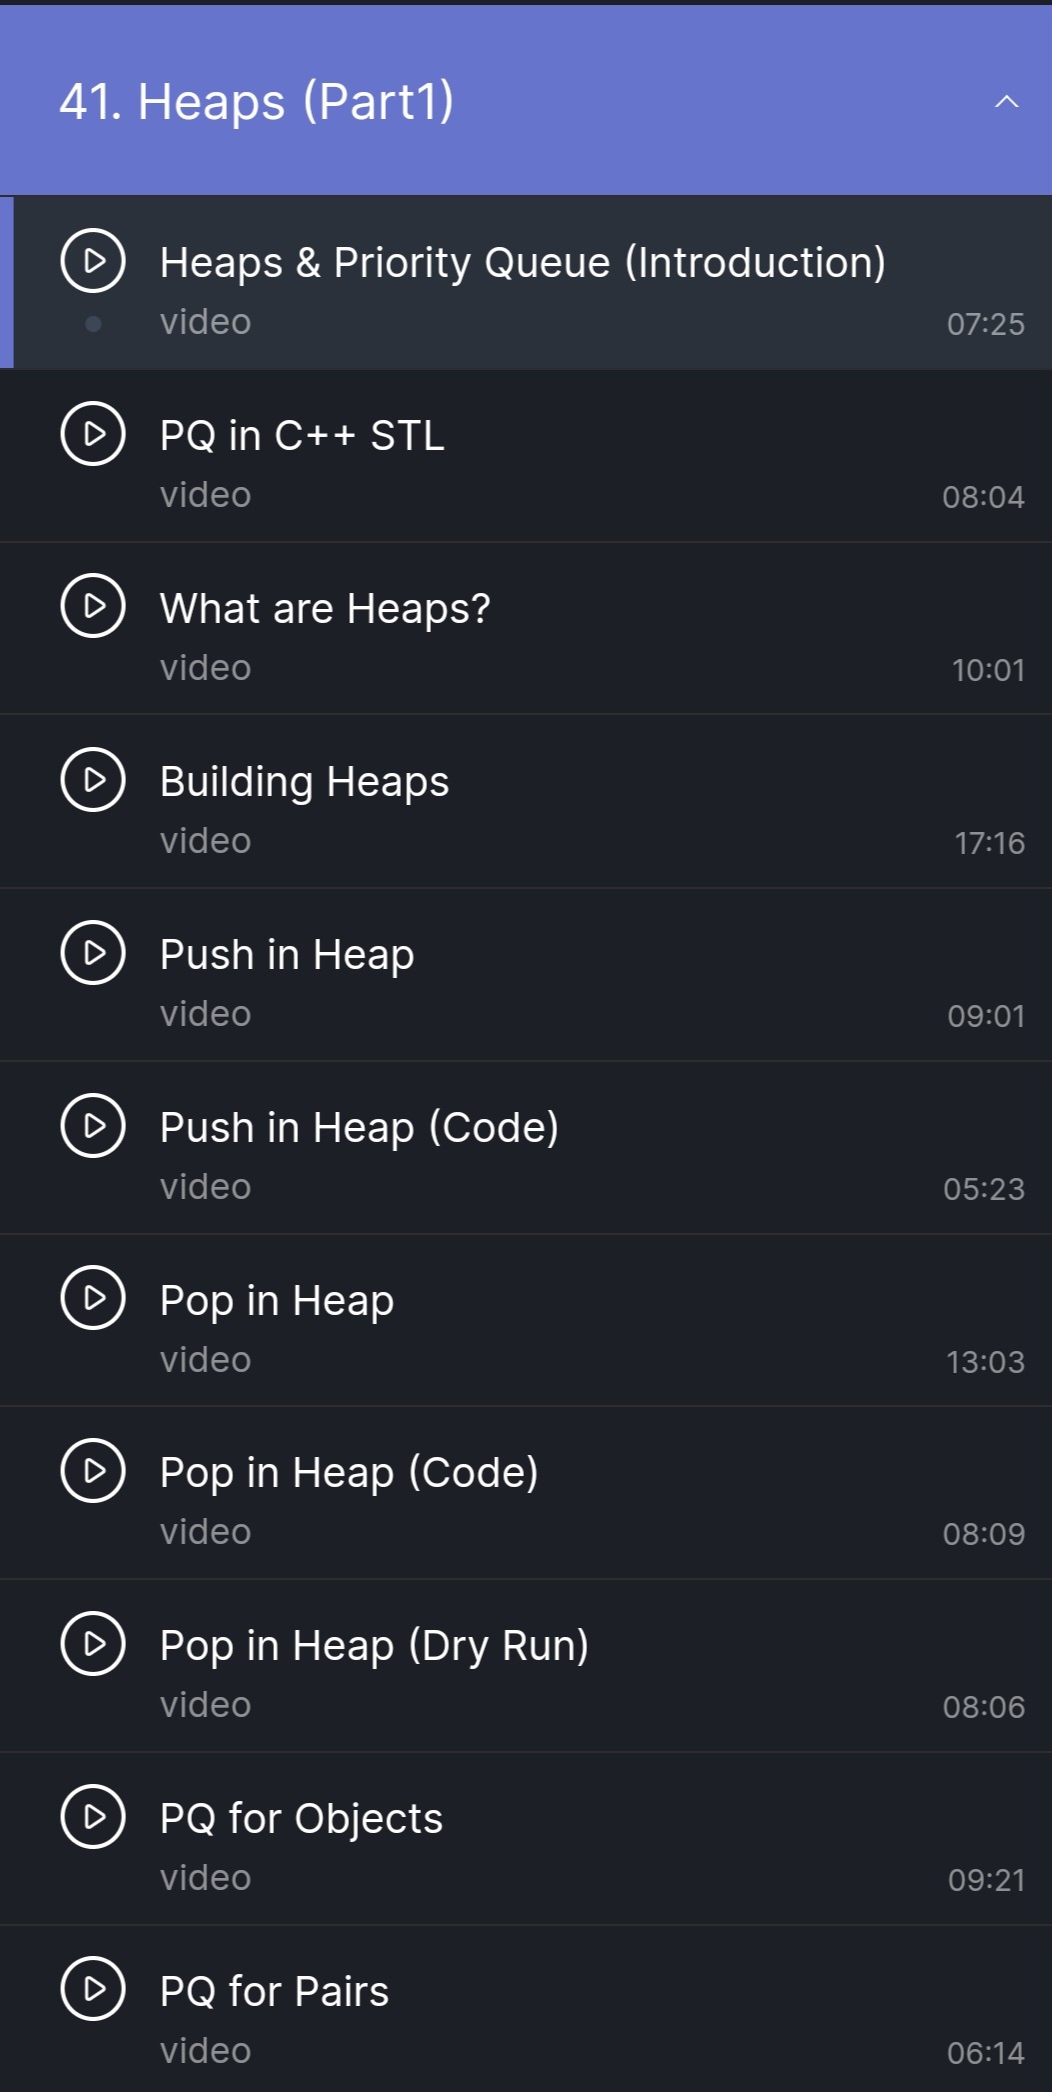 41. Heaps (Part1)
Heaps & Priority Queue (Introduction)
video 07:25
PQ in C++ STL
video 08:04
What are Heaps?
video 10:01
Building Heaps
video 17:16
Push in Heap
video 09:01
Push in Heap (Code)
video 05:23
Pop in Heap
video 13:03
Pop in Heap (Code)
video 08:09
Pop in Heap (Dry Run)
video 08:06
PQ for Objects
video 09:21
PQ for Pairs
video 06:14